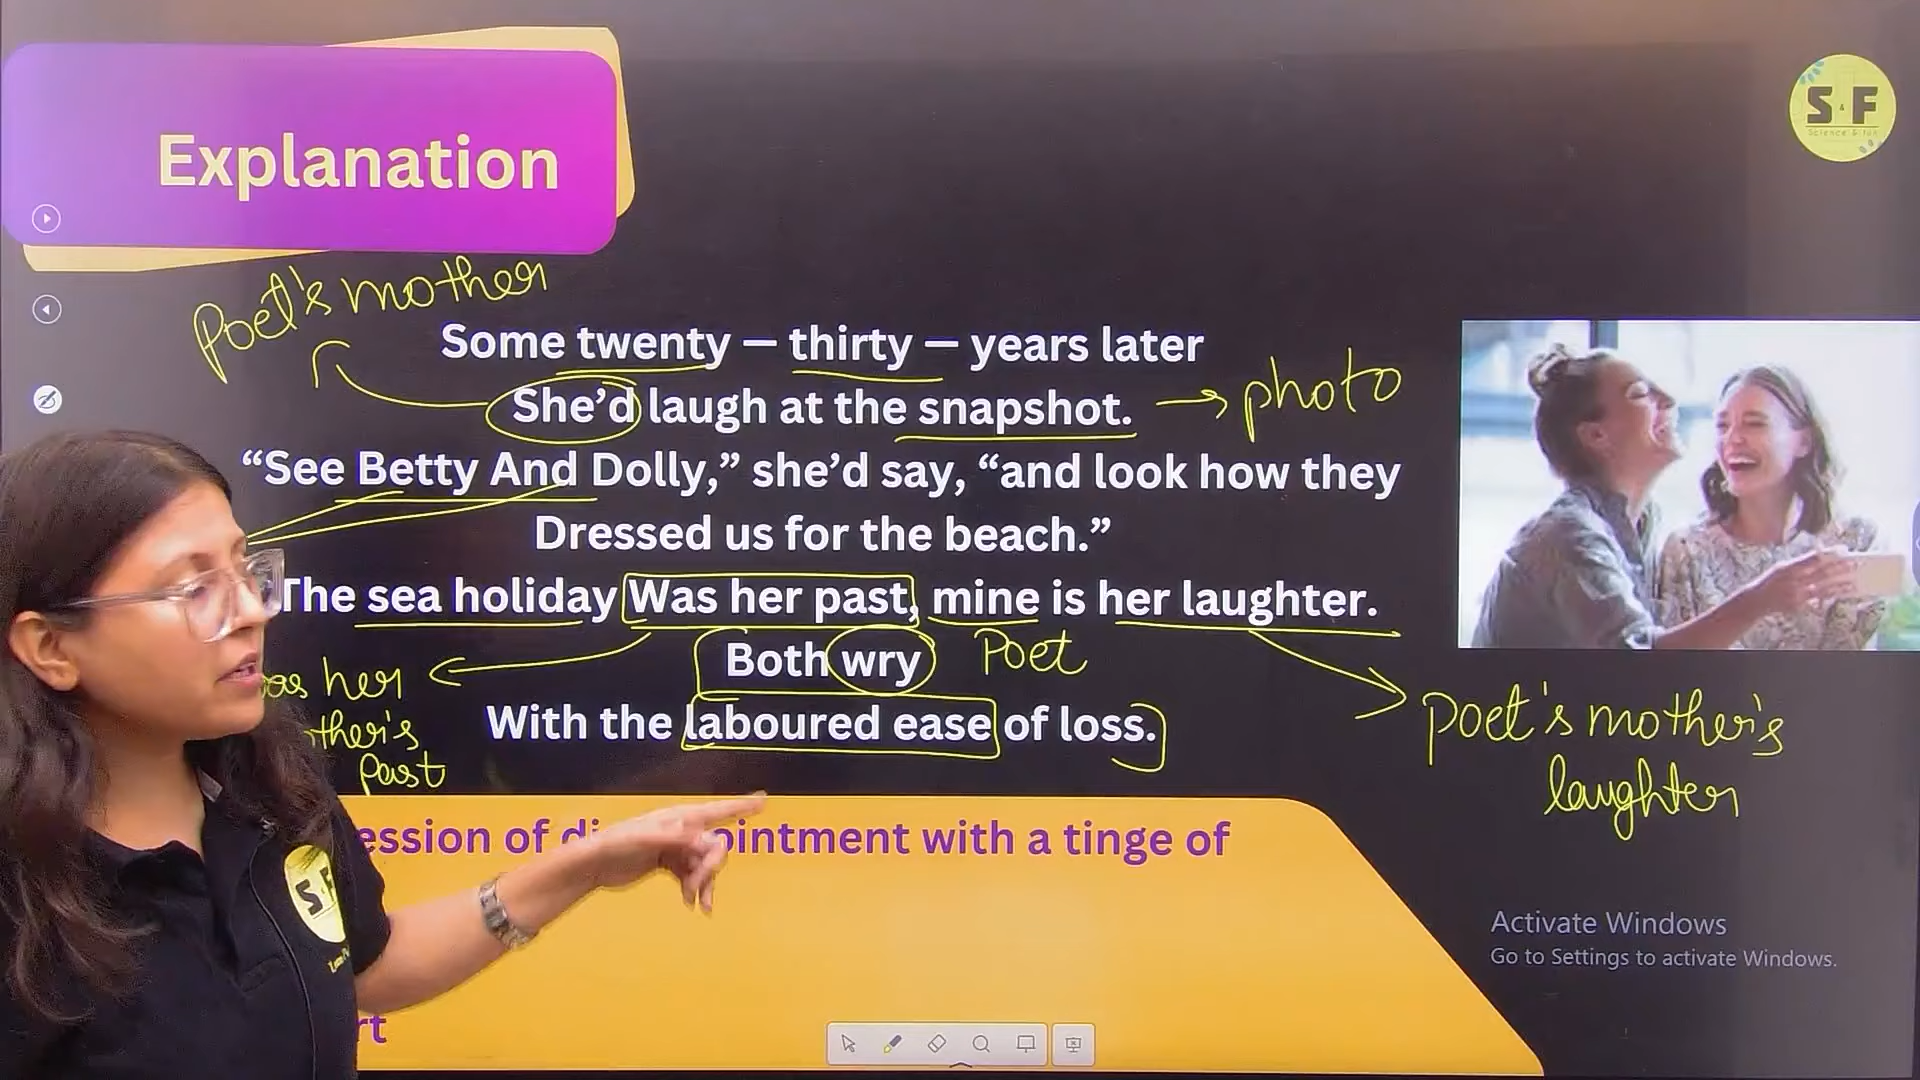 Explanation
S&F
Science & fun
Poet's mother
Some twenty — thirty — years later
She’d laugh at the snapshot. → photo
“See Betty And Dolly,” she’d say, “and look how they
Dressed us for the beach.”
The sea holiday Was her past, mine is her laughter.
Both wry Poet
her
past
With the laboured ease of loss.
poet's mother's
laughter
with a tinge of
S&F
Activate Windows
Go to Settings to activate Windows.